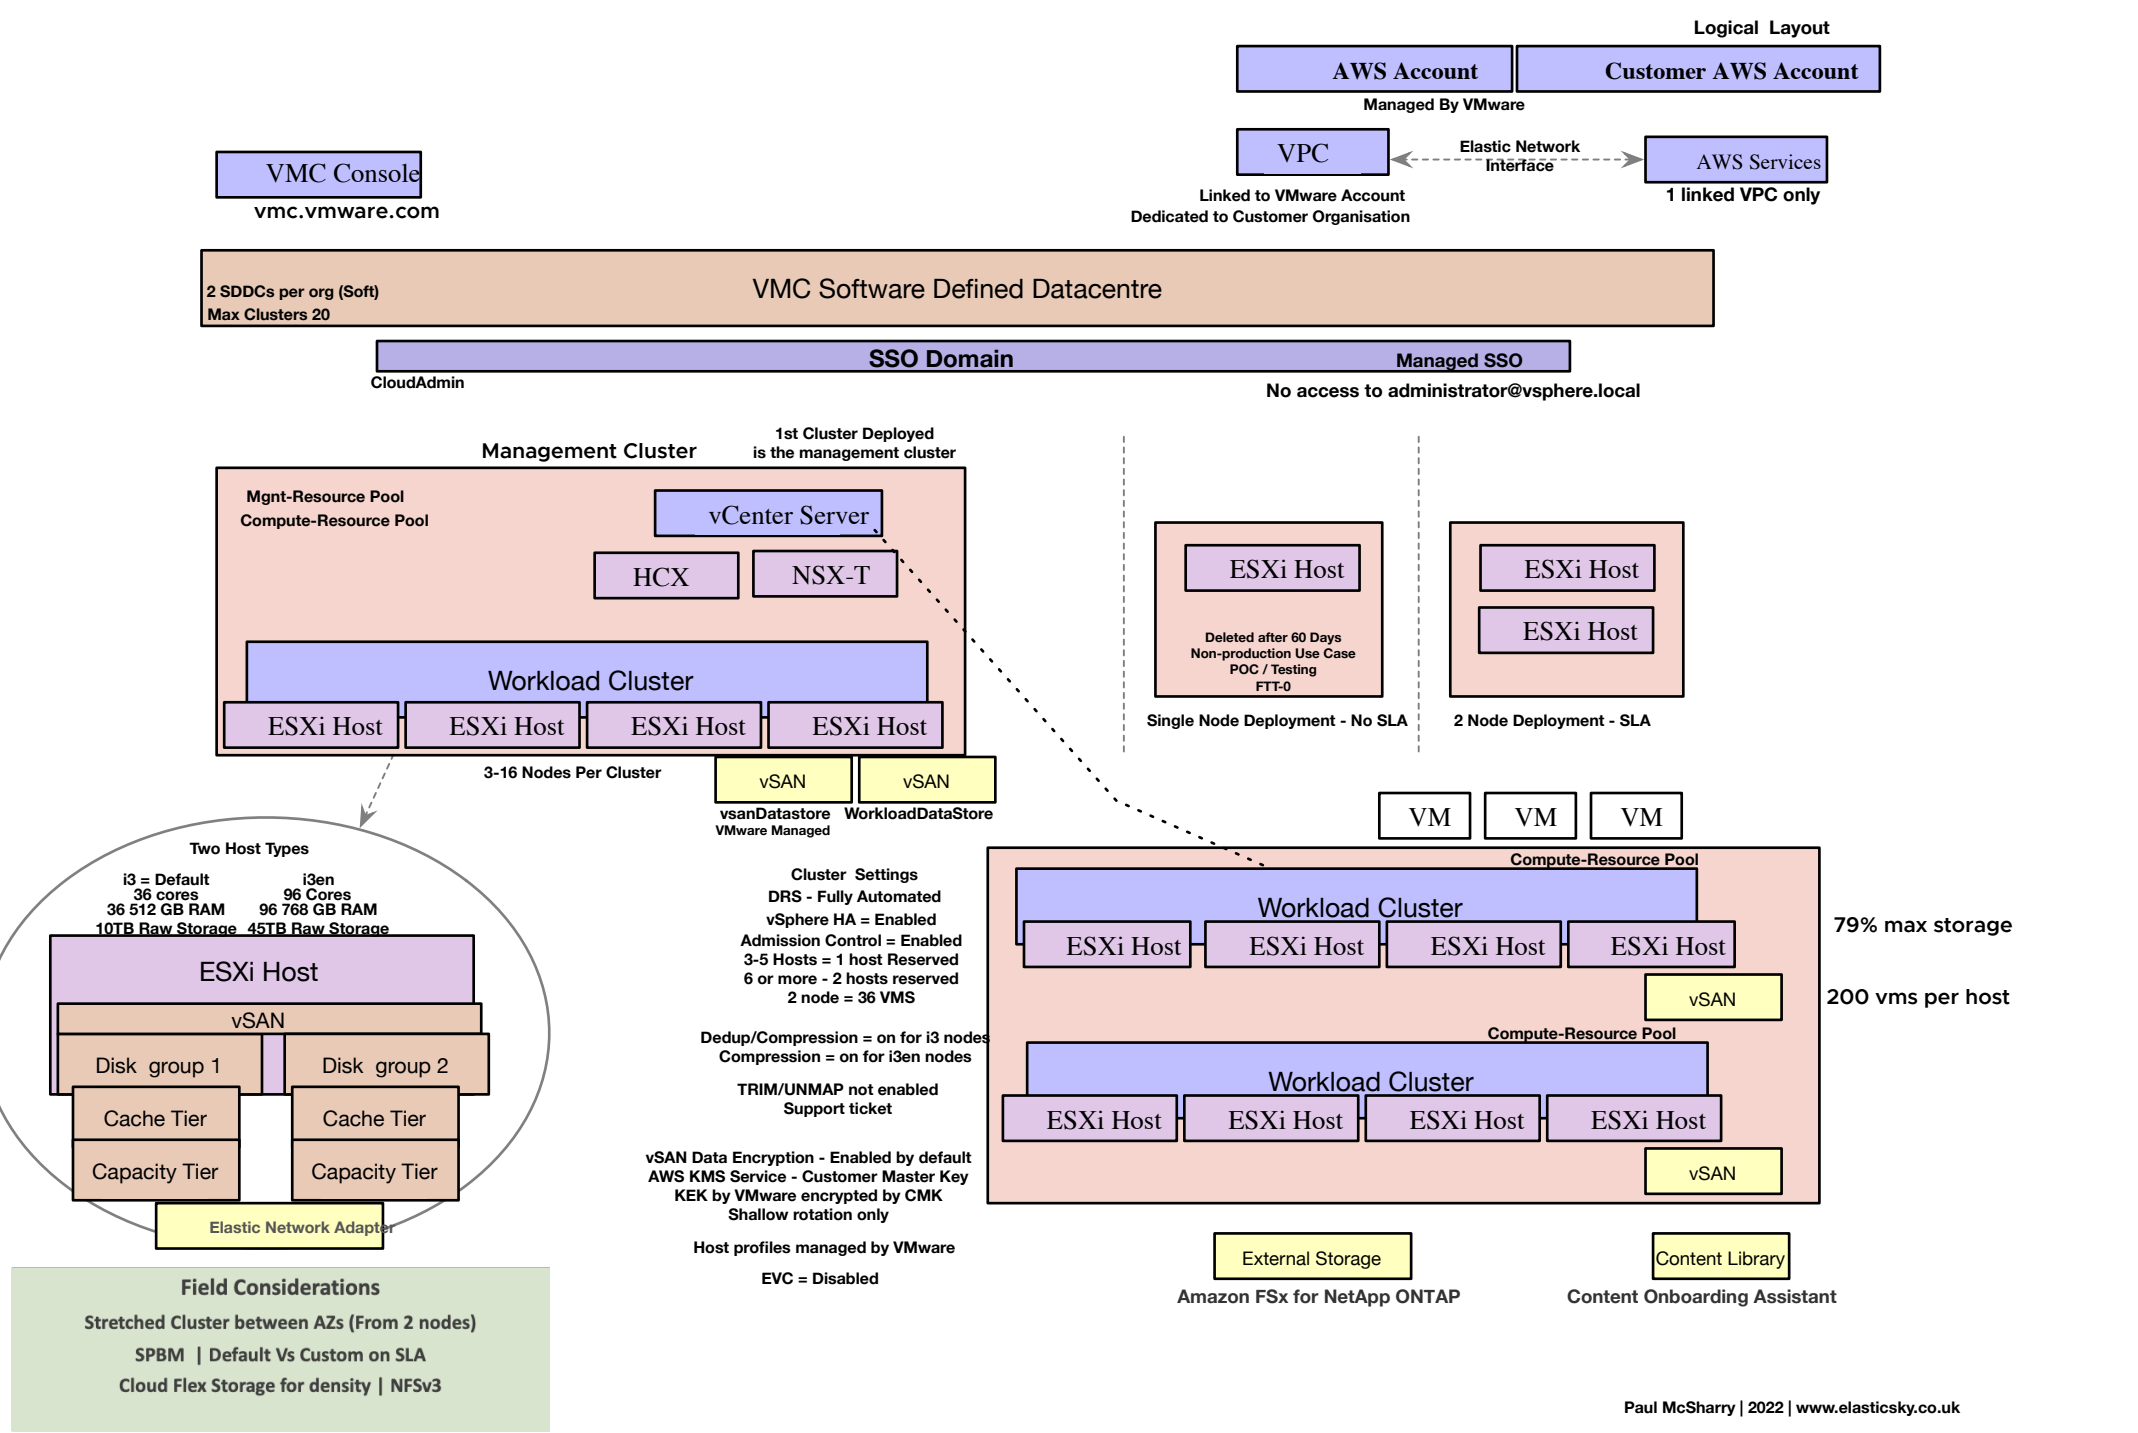 Logical  Layout
AWS Account
Customer AWS Account
Managed By VMware
VPC
Elastic Network
Interface
AWS Services
Linked to VMware Account
Dedicated to Customer Organisation
1 linked VPC only
VMC Console
vmc.vmware.com
VMC Software Defined Datacentre
2 SDDCs per org (Soft)
Max Clusters 20
SSO Domain
Managed SSO
CloudAdmin
No access to administrator@vsphere.local
Management Cluster
1st Cluster Deployed
is the management cluster
Mgnt-Resource Pool
Compute-Resource Pool
vCenter Server
HCX
NSX-T
Workload Cluster
ESXi Host
ESXi Host
ESXi Host
ESXi Host
3-16 Nodes Per Cluster
vSAN
vSAN
vsanDatastore
VMware Managed
WorkloadDataStore
ESXi Host
Deleted after 60 Days
Non-production Use Case
POC / Testing
FTT-0
Single Node Deployment - No SLA
ESXi Host
ESXi Host
2 Node Deployment - SLA
Two Host Types
i3 = Default
36 cores
36 512 GB RAM
10TB Raw Storage
i3en
96 Cores
96 768 GB RAM
45TB Raw Storage
ESXi Host
vSAN
Disk  group 1
Disk  group 2
Cache Tier
Cache Tier
Capacity Tier
Capacity Tier
Elastic Network Adapter
Field Considerations
Stretched Cluster between AZs (From 2 nodes)
SPBM  | Default Vs Custom on SLA
Cloud Flex Storage for density | NFSv3
Cluster  Settings
DRS - Fully Automated
vSphere HA = Enabled
Admission Control = Enabled
3-5 Hosts = 1 host Reserved
6 or more - 2 hosts reserved
2 node = 36 VMS
Dedup/Compression = on for i3 nodes
Compression = on for i3en nodes
TRIM/UNMAP not enabled
Support ticket
vSAN Data Encryption - Enabled by default
AWS KMS Service - Customer Master Key
KEK by VMware encrypted by CMK
Shallow rotation only
Host profiles managed by VMware
EVC = Disabled
VM
VM
VM
Compute-Resource Pool
Workload Cluster
ESXi Host
ESXi Host
ESXi Host
ESXi Host
vSAN
79% max storage
200 vms per host
Compute-Resource Pool
Workload Cluster
ESXi Host
ESXi Host
ESXi Host
ESXi Host
vSAN
External Storage
Amazon FSx for NetApp ONTAP
Content Library
Content Onboarding Assistant
Paul McSharry | 2022 | www.elasticsky.co.uk